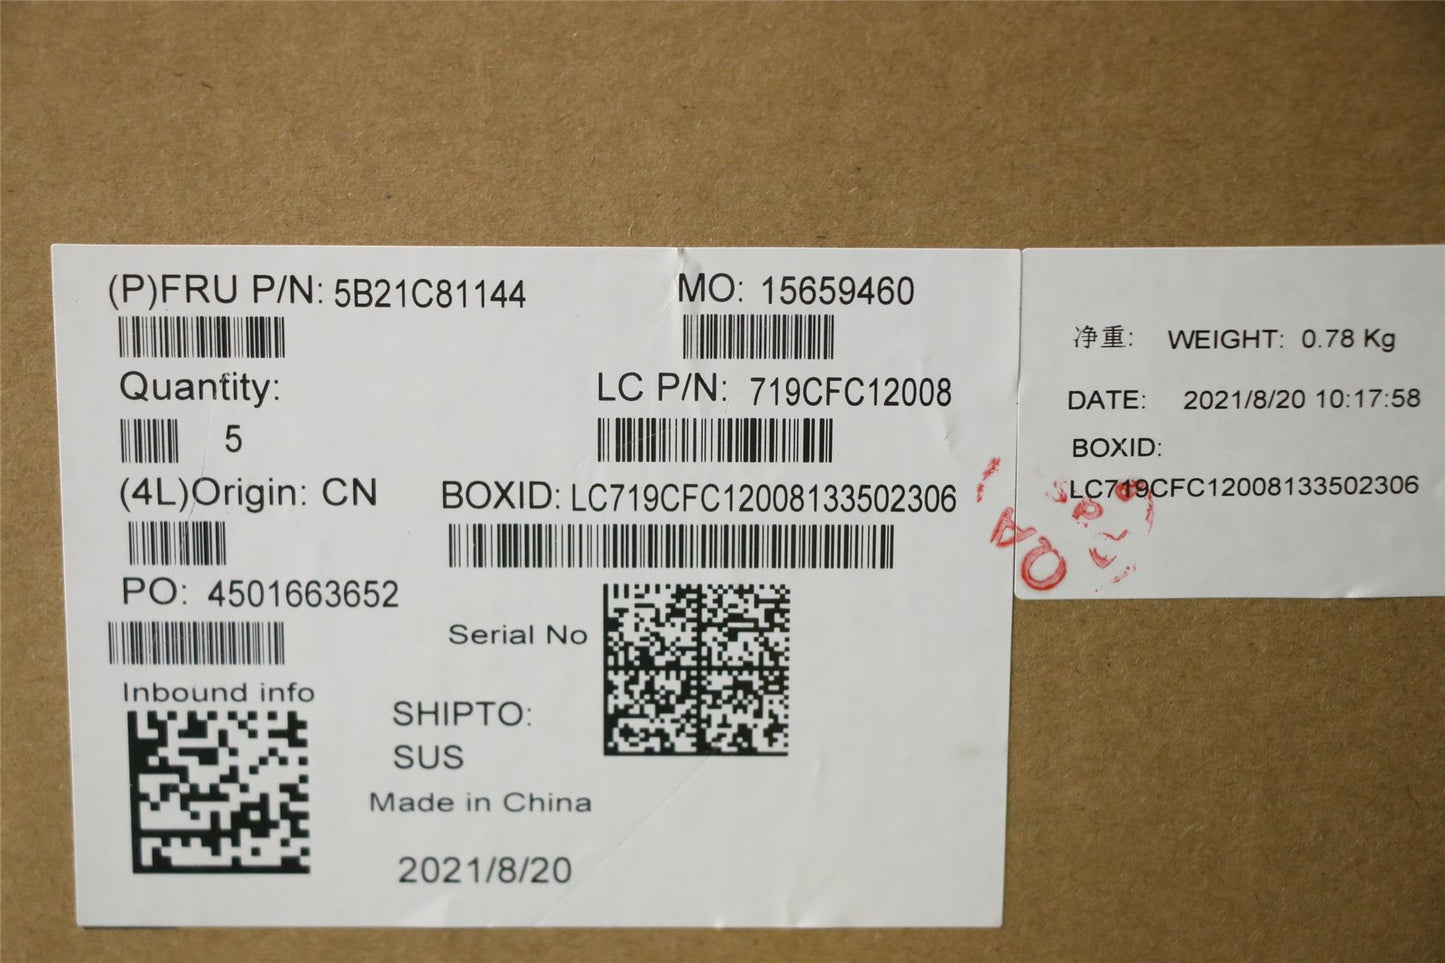 (P)FRU P/N: 5B21C81144
MO: 15659460
Quantity:
5
LC P/N: 719CFC12008
(4L)Origin: CN
BOXID: LC719CFC12008133502306
PO: 4501663652
Serial No
Inbound info
SHIPTO:
SUS
Made in China
2021/8/20
净重: WEIGHT: 0.78 Kg
DATE: 2021/8/20 10:17:58
BOXID:
LC719CFC12008133502306
QA